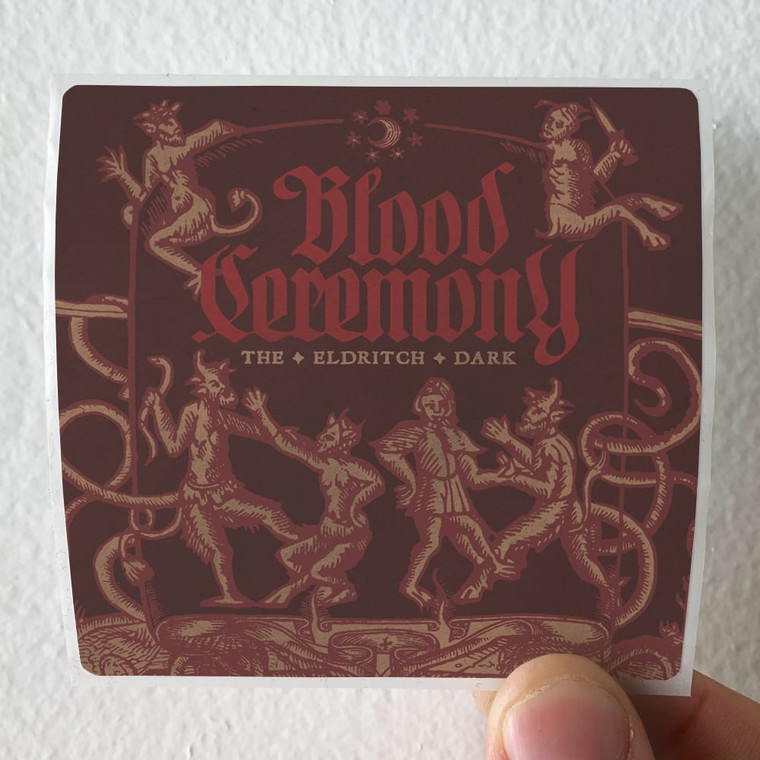 Blood
Ceremony
THE ✦ ELDRITCH ✦ DARK